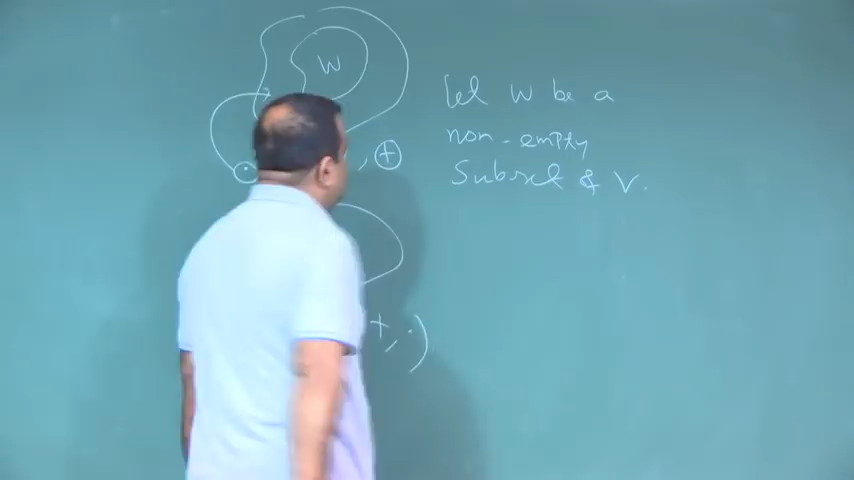 W
Let W be a
, ⊕
non-empty
Subset of V.
⊙
+, ·)